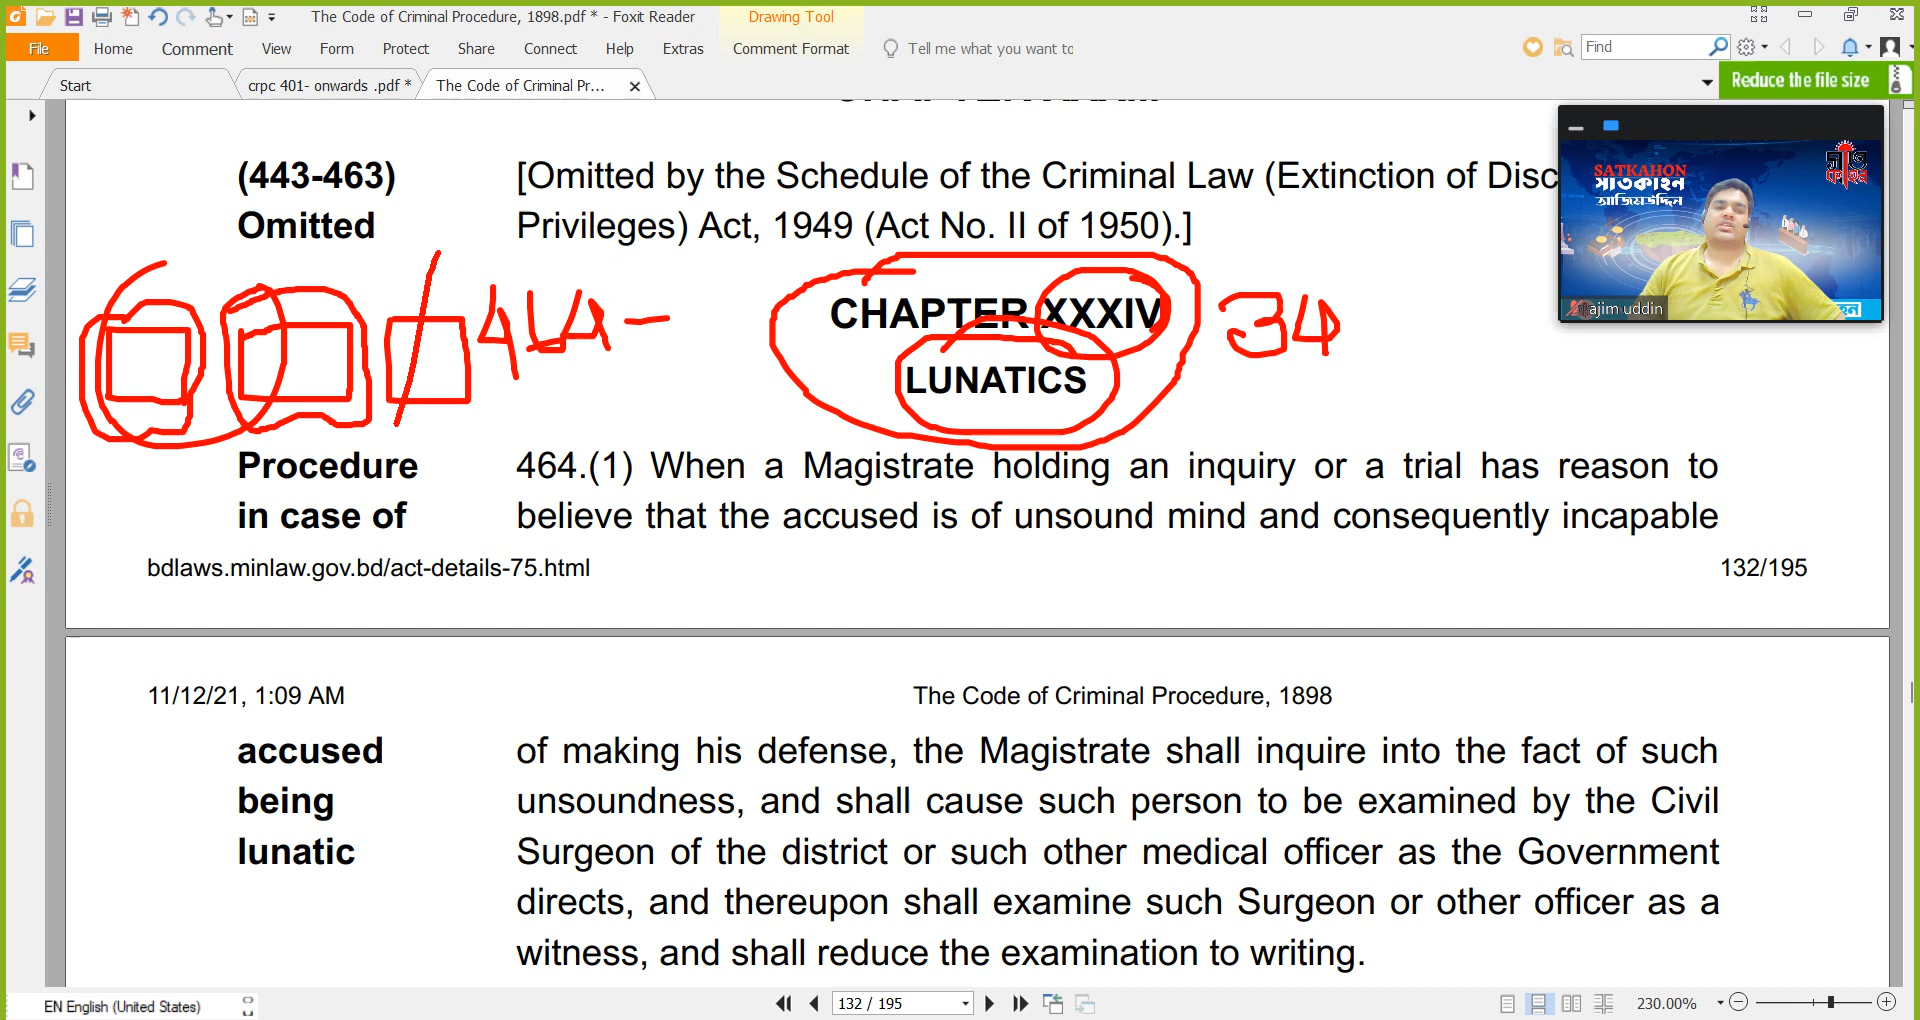 The Code of Criminal Procedure, 1898.pdf * - Foxit Reader
Drawing Tool
File Home Comment View Form Protect Share Connect Help Extras Comment Format Tell me what you want to
Find
Start
crpc 401- onwards .pdf *
The Code of Criminal Pr...
Reduce the file size
(443-463) [Omitted by the Schedule of the Criminal Law (Extinction of Disc
Omitted Privileges) Act, 1949 (Act No. II of 1950).]
SATKAHON
সাতকাহন
আজিমউদ্দিন
সাত
কাহন
ajim uddin
CHAPTER XXXIV 34
LUNATICS
Procedure 464.(1) When a Magistrate holding an inquiry or a trial has reason to
in case of believe that the accused is of unsound mind and consequently incapable
bdlaws.minlaw.gov.bd/act-details-75.html 132/195
11/12/21, 1:09 AM The Code of Criminal Procedure, 1898
accused of making his defense, the Magistrate shall inquire into the fact of such
being unsoundness, and shall cause such person to be examined by the Civil
lunatic Surgeon of the district or such other medical officer as the Government
directs, and thereupon shall examine such Surgeon or other officer as a
witness, and shall reduce the examination to writing.
EN English (United States)
132 / 195
230.00%